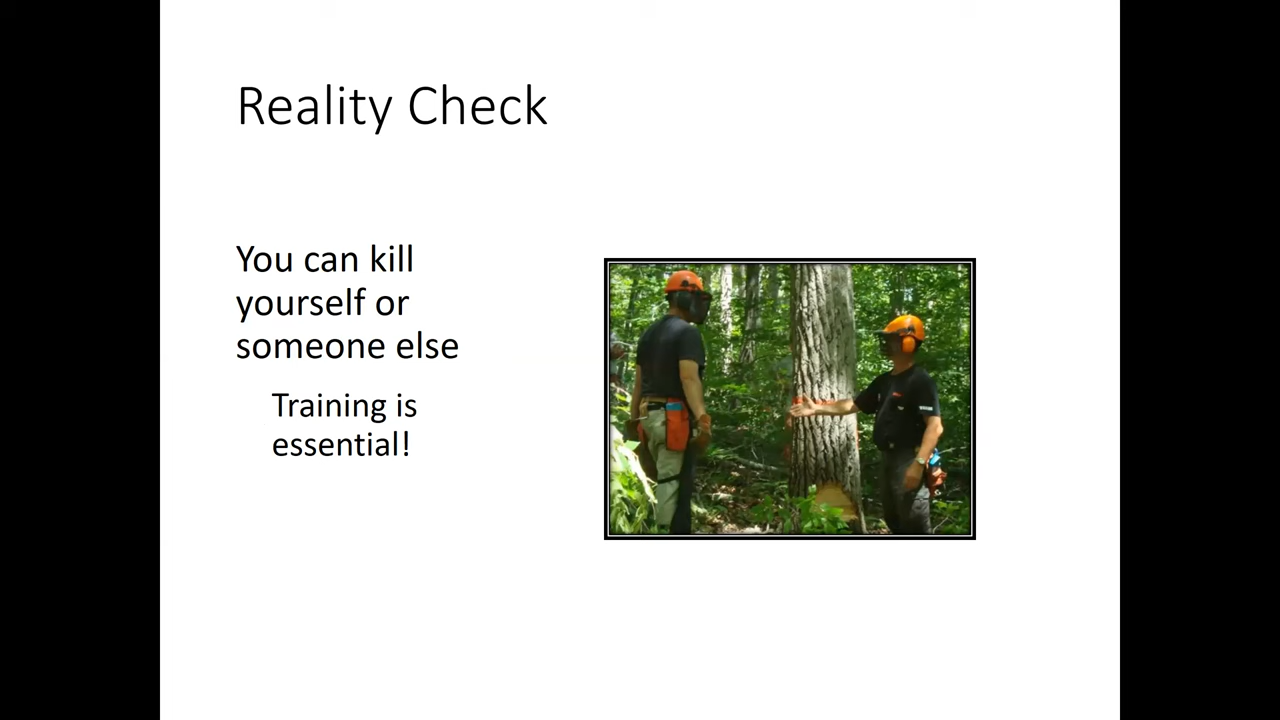 Reality Check
You can kill
yourself or
someone else
Training is
essential!